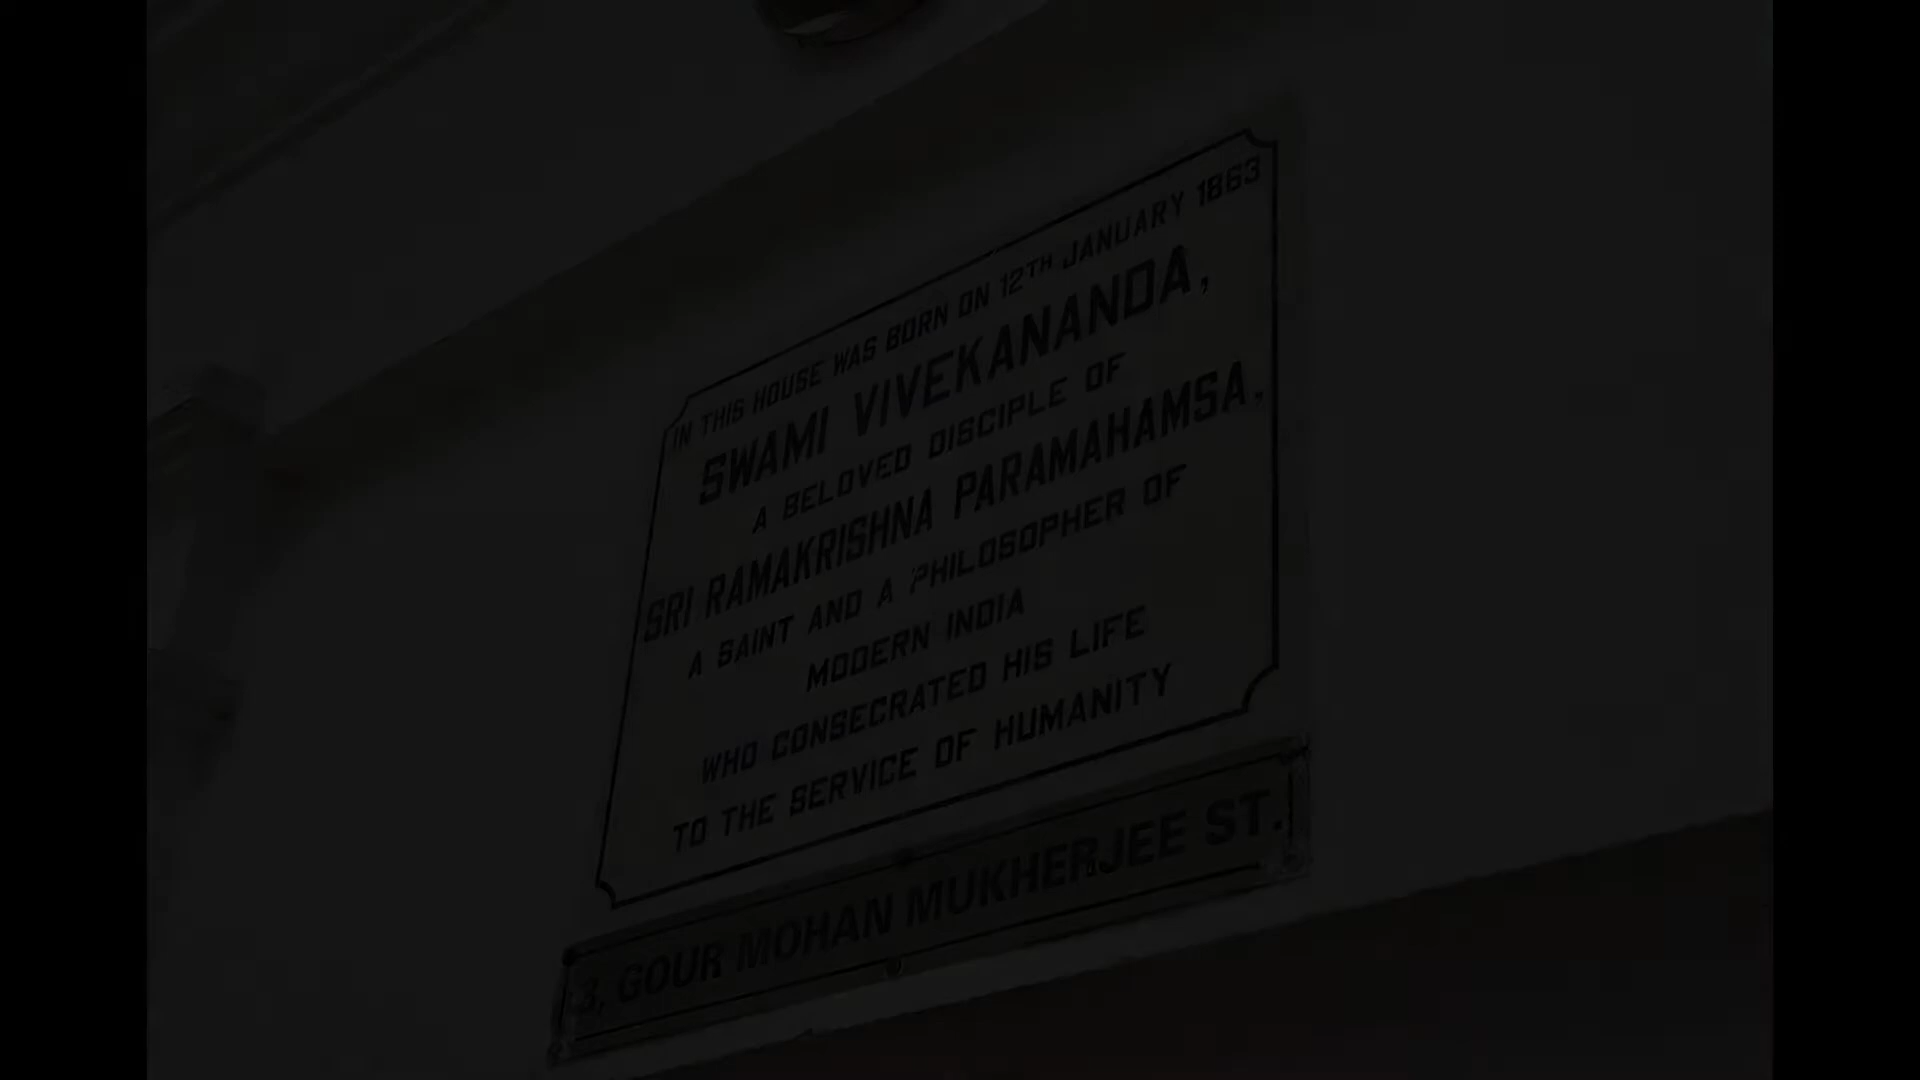 IN THIS HOUSE WAS BORN ON 12TH JANUARY 1863
SWAMI VIVEKANANDA,
A BELOVED DISCIPLE OF
SRI RAMAKRISHNA PARAMAHAMSA,
A SAINT AND A PHILOSOPHER OF
MODERN INDIA
WHO CONSECRATED HIS LIFE
TO THE SERVICE OF HUMANITY
3, GOUR MOHAN MUKHERJEE ST.